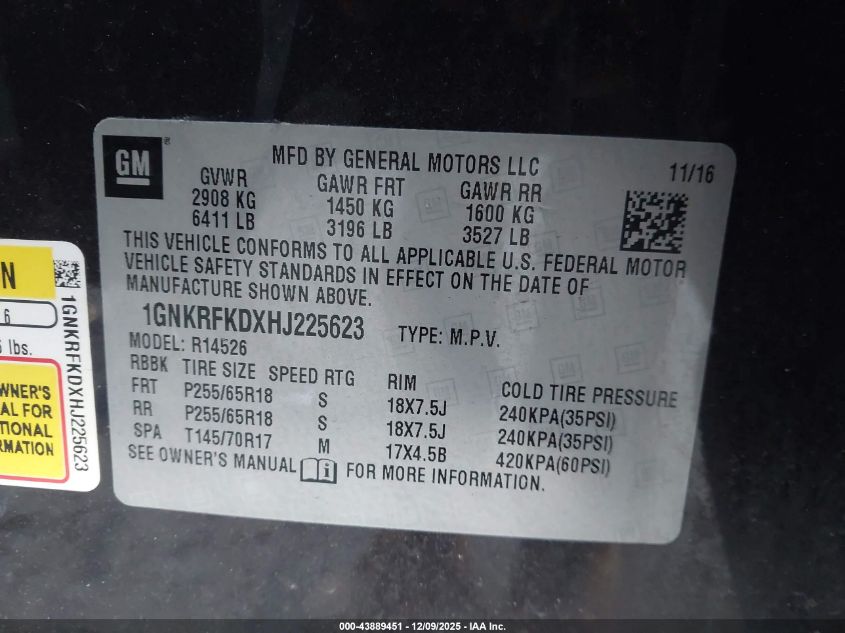 GM
®
MFD BY GENERAL MOTORS LLC
11/16
GVWR GAWR FRT GAWR RR
2908 KG 1450 KG 1600 KG
6411 LB 3196 LB 3527 LB
THIS VEHICLE CONFORMS TO ALL APPLICABLE U.S. FEDERAL MOTOR
VEHICLE SAFETY STANDARDS IN EFFECT ON THE DATE OF
MANUFACTURE SHOWN ABOVE.
1GNKRFKDXHJ225623 TYPE: M.P.V.
MODEL: R14526
RBBK TIRE SIZE SPEED RTG RIM COLD TIRE PRESSURE
FRT P255/65R18 S 18X7.5J 240KPA(35PSI)
RR P255/65R18 S 18X7.5J 240KPA(35PSI)
SPA T145/70R17 M 17X4.5B 420KPA(60PSI)
SEE OWNER'S MANUAL FOR MORE INFORMATION.
N
6
lbs.
OWNER'S
AL FOR
TIONAL
RMATION
1GNKRFKDXHJ225623
000-43889451 - 12/09/2025 - IAA Inc.